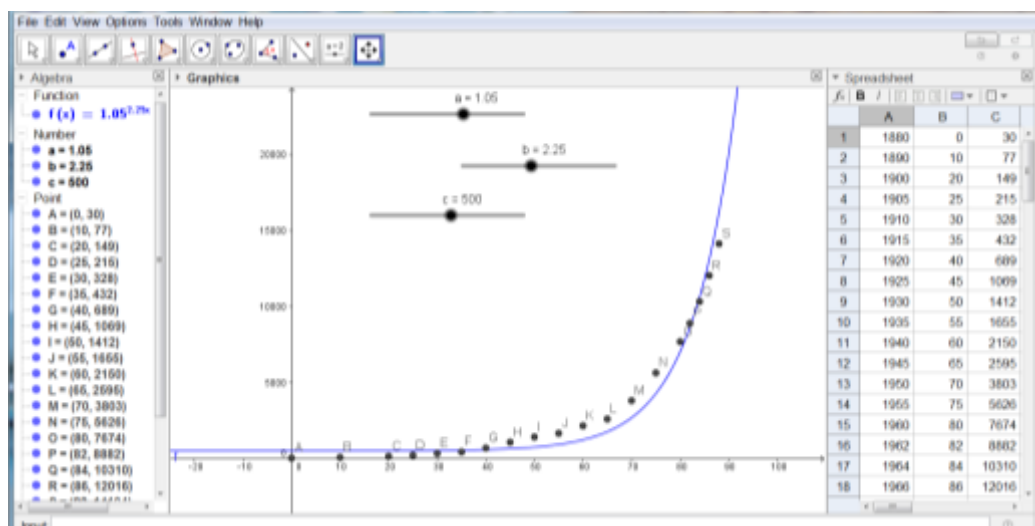 File Edit View Options Tools Window Help
Algebra
Function
f(x) = 1.05^2.25x
Number
a = 1.05
b = 2.25
c = 500
Point
A = (0, 30)
B = (10, 77)
C = (20, 149)
D = (25, 215)
E = (30, 328)
F = (35, 432)
G = (40, 689)
H = (45, 1069)
I = (50, 1412)
J = (55, 1655)
K = (60, 2150)
L = (65, 2595)
M = (70, 3803)
N = (75, 5626)
O = (80, 7674)
P = (82, 8882)
Q = (84, 10310)
R = (86, 12016)
Graphics
a = 1.05
b = 2.25
c = 500
20000
15000
10000
5000
0
-20 -10 0 10 20 30 40 50 60 70 80 90 100
A B C D E F G H I J K L M N Q R S
Spreadsheet
B I
A B C
1 1880 0 30
2 1890 10 77
3 1900 20 149
4 1905 25 215
5 1910 30 328
6 1915 35 432
7 1920 40 689
8 1925 45 1069
9 1930 50 1412
10 1935 55 1655
11 1940 60 2150
12 1945 65 2595
13 1950 70 3803
14 1955 75 5626
15 1960 80 7674
16 1962 82 8882
17 1964 84 10310
18 1966 86 12016